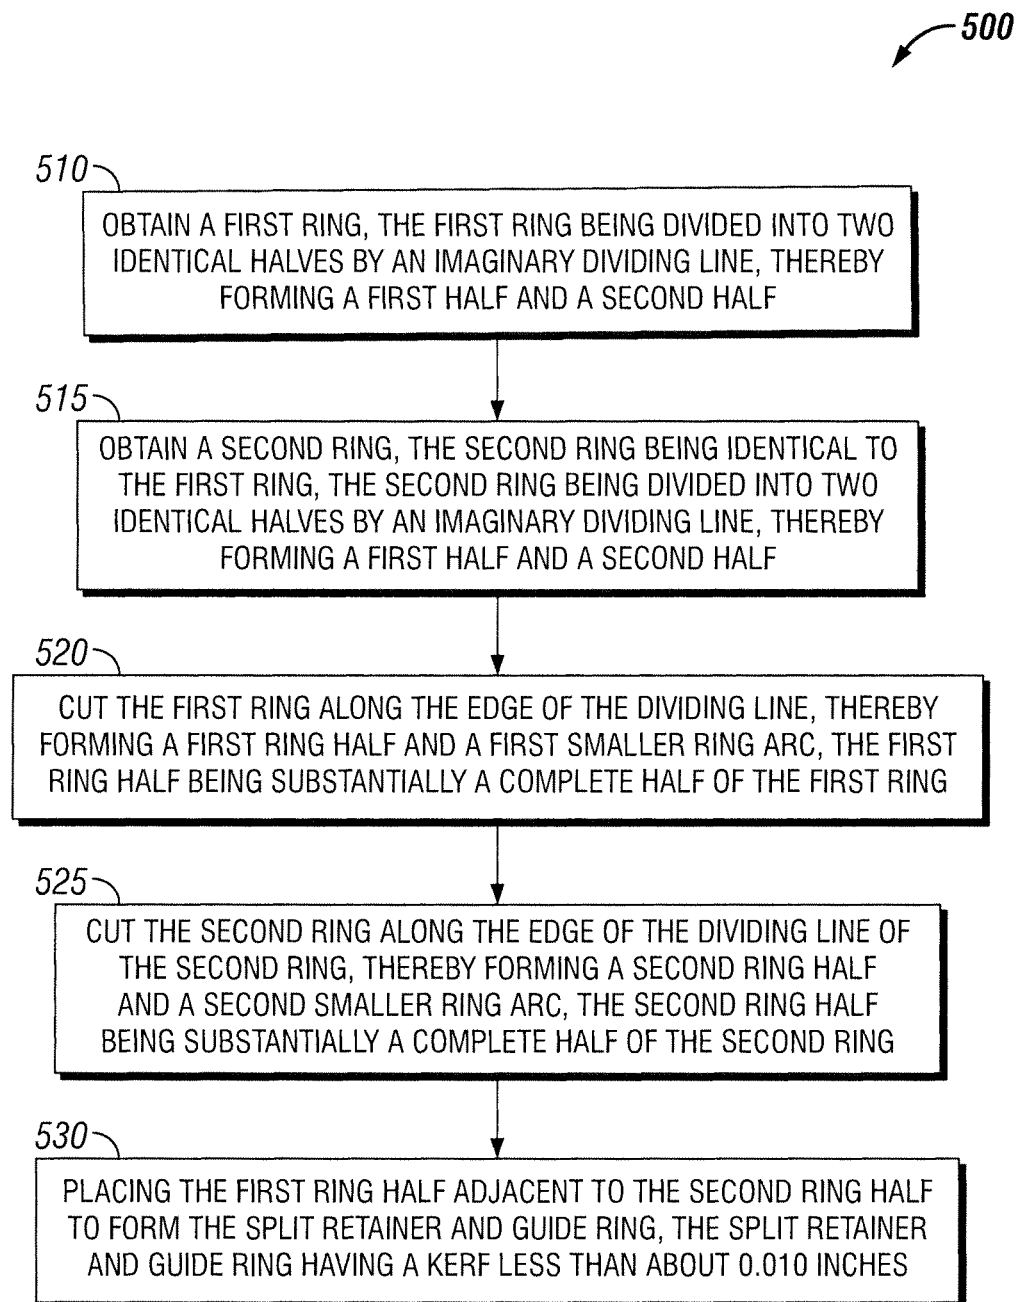 500
510
OBTAIN A FIRST RING, THE FIRST RING BEING DIVIDED INTO TWO
IDENTICAL HALVES BY AN IMAGINARY DIVIDING LINE, THEREBY
FORMING A FIRST HALF AND A SECOND HALF
515
OBTAIN A SECOND RING, THE SECOND RING BEING IDENTICAL TO
THE FIRST RING, THE SECOND RING BEING DIVIDED INTO TWO
IDENTICAL HALVES BY AN IMAGINARY DIVIDING LINE, THEREBY
FORMING A FIRST HALF AND A SECOND HALF
520
CUT THE FIRST RING ALONG THE EDGE OF THE DIVIDING LINE, THEREBY
FORMING A FIRST RING HALF AND A FIRST SMALLER RING ARC, THE FIRST
RING HALF BEING SUBSTANTIALLY A COMPLETE HALF OF THE FIRST RING
525
CUT THE SECOND RING ALONG THE EDGE OF THE DIVIDING LINE OF
THE SECOND RING, THEREBY FORMING A SECOND RING HALF
AND A SECOND SMALLER RING ARC, THE SECOND RING HALF
BEING SUBSTANTIALLY A COMPLETE HALF OF THE SECOND RING
530
PLACING THE FIRST RING HALF ADJACENT TO THE SECOND RING HALF
TO FORM THE SPLIT RETAINER AND GUIDE RING, THE SPLIT RETAINER
AND GUIDE RING HAVING A KERF LESS THAN ABOUT 0.010 INCHES